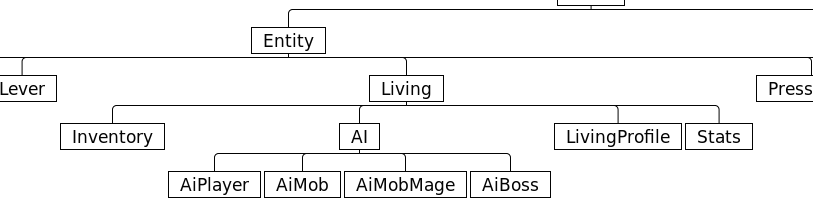 Entity
Lever
Living
Press
Inventory
AI
LivingProfile
Stats
AiPlayer
AiMob
AiMobMage
AiBoss